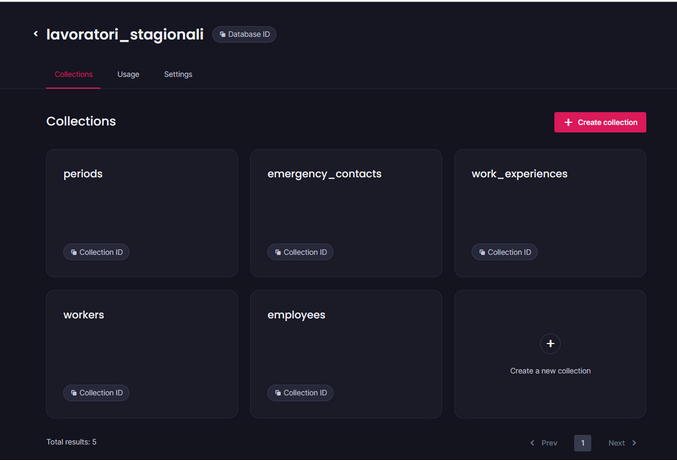 lavoratori_stagionali
Database ID
Collections
Usage
Settings
Collections
Create collection
periods
emergency_contacts
work_experiences
Collection ID
Collection ID
Collection ID
workers
employees
Create a new collection
Collection ID
Collection ID
Total results: 5
Prev
1
Next